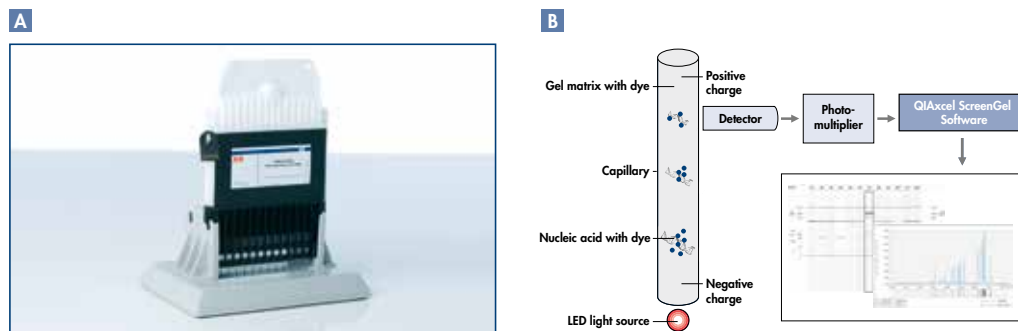 A
B
Gel matrix with dye
Positive
charge
Detector
Photo-
multiplier
QIAxcel ScreenGel
Software
Capillary
Nucleic acid with dye
Negative
charge
LED light source